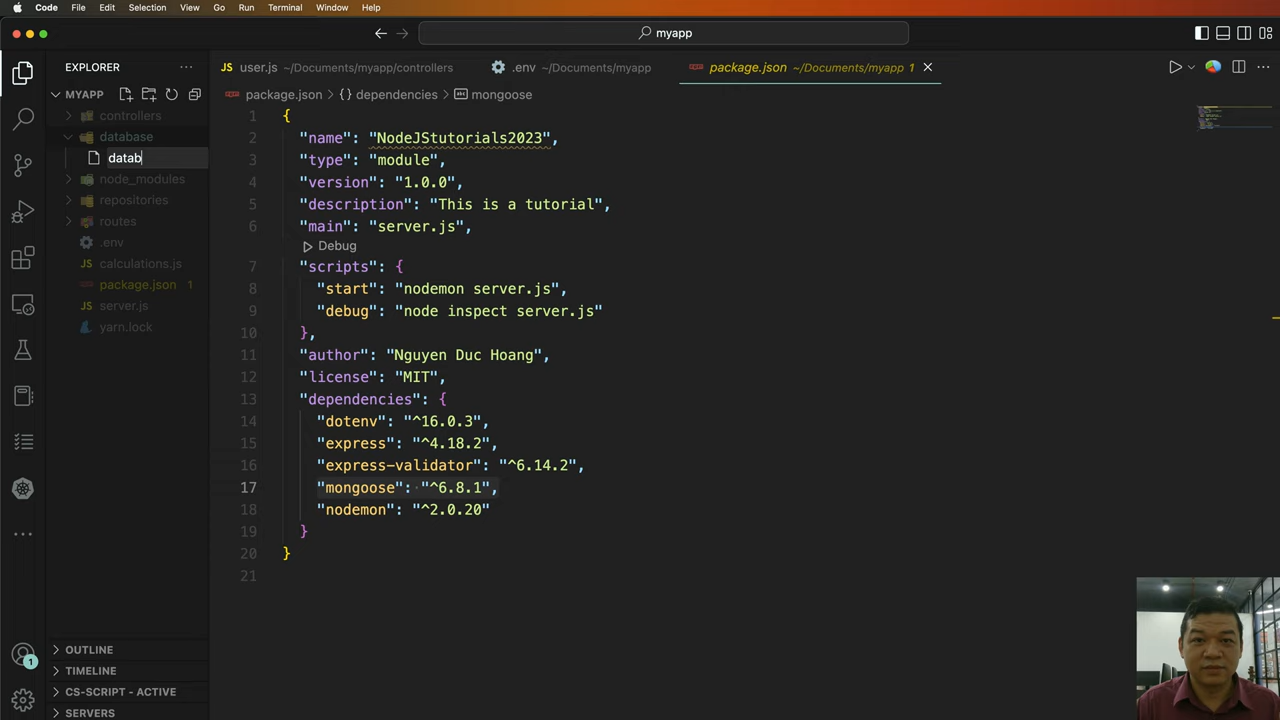 Code File Edit Selection View Go Run Terminal Window Help
myapp
EXPLORER
MYAPP
controllers
database
datab
node_modules
repositories
routes
.env
calculations.js
package.json 1
server.js
yarn.lock
OUTLINE
TIMELINE
CS-SCRIPT - ACTIVE
SERVERS
1
JS user.js ~/Documents/myapp/controllers
.env ~/Documents/myapp
package.json ~/Documents/myapp 1
package.json > {} dependencies > mongoose
1 {
2 "name": "NodeJStutorials2023",
3 "type": "module",
4 "version": "1.0.0",
5 "description": "This is a tutorial",
6 "main": "server.js",
Debug
7 "scripts": {
8 "start": "nodemon server.js",
9 "debug": "node inspect server.js"
10 },
11 "author": "Nguyen Duc Hoang",
12 "license": "MIT",
13 "dependencies": {
14 "dotenv": "^16.0.3",
15 "express": "^4.18.2",
16 "express-validator": "^6.14.2",
17 "mongoose": "^6.8.1",
18 "nodemon": "^2.0.20"
19 }
20 }
21